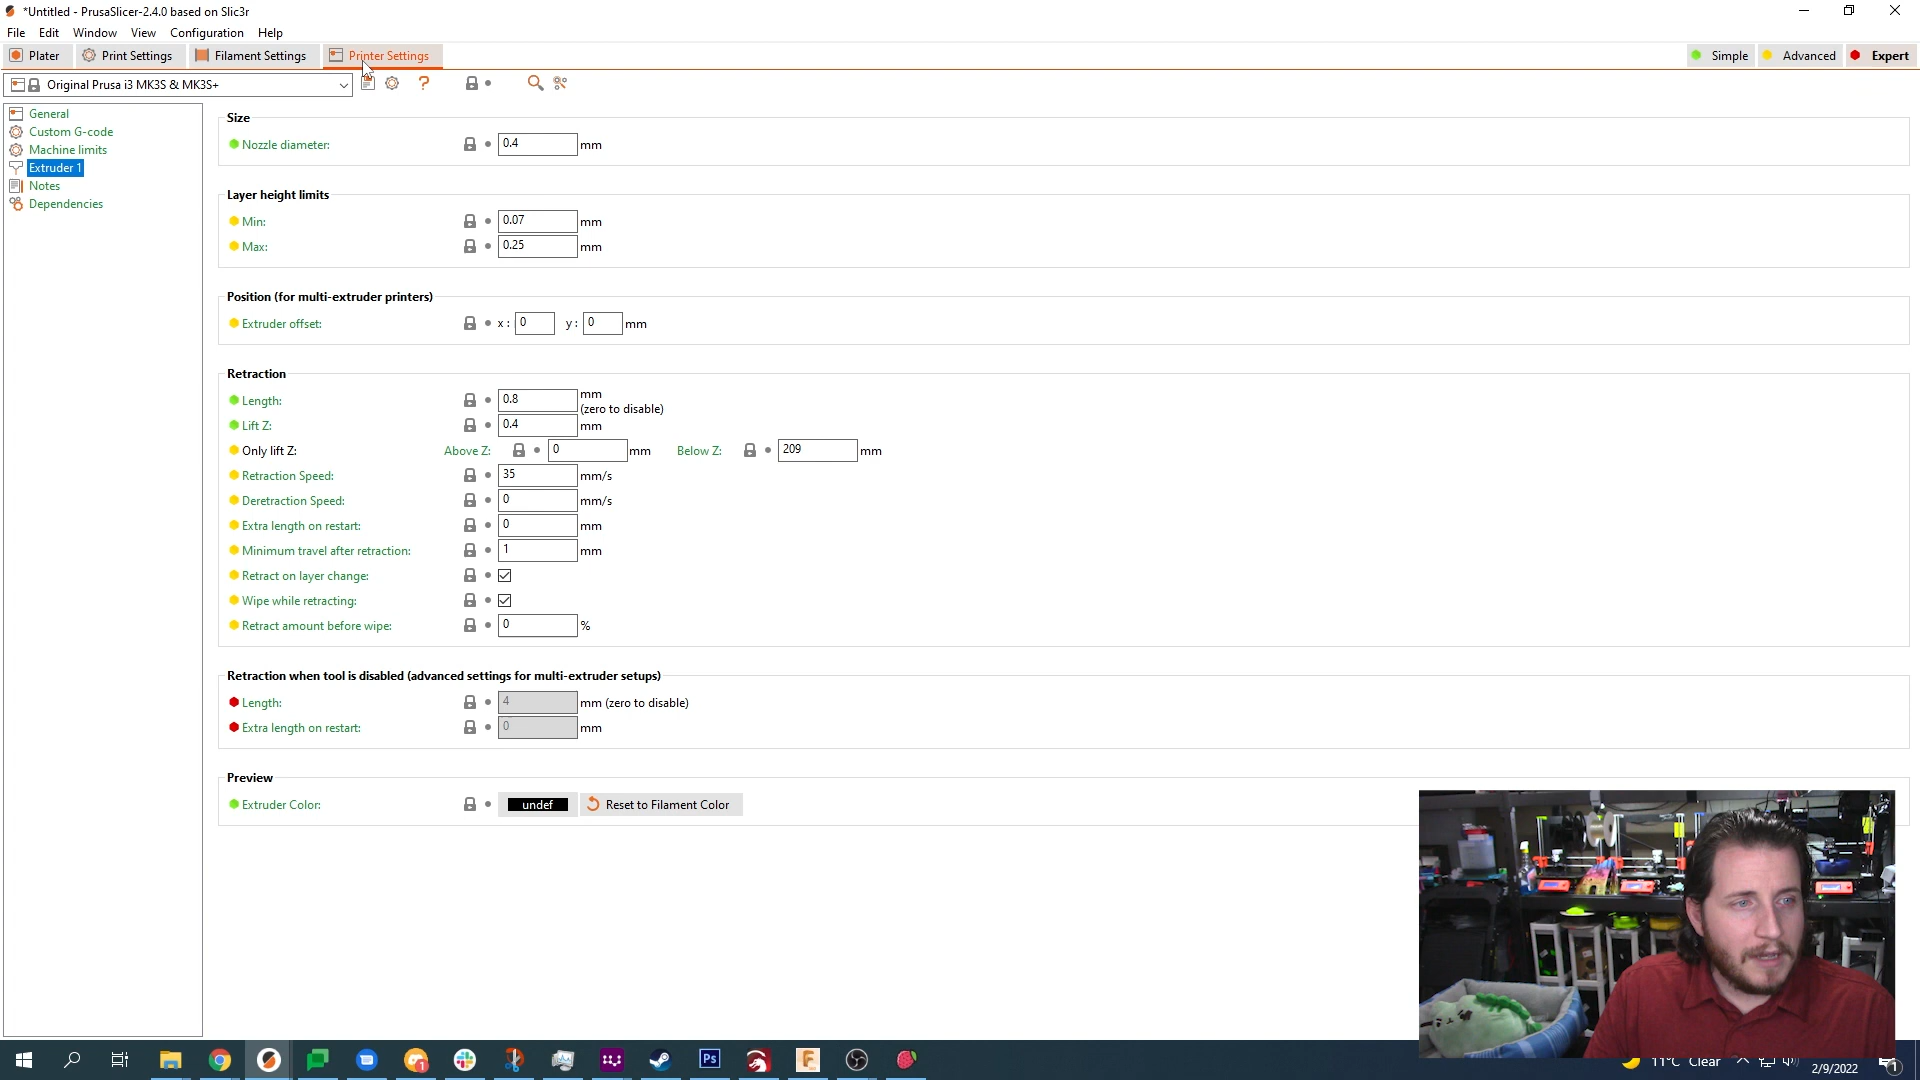 *Untitled - PrusaSlicer-2.4.0 based on Slic3r
File Edit Window View Configuration Help
Plater Print Settings Filament Settings Printer Settings Simple Advanced Expert
Original Prusa i3 MK3S & MK3S+ ?
General
Custom G-code
Machine limits
Extruder 1
Notes
Dependencies
Size
Nozzle diameter: 0.4 mm
Layer height limits
Min: 0.07 mm
Max: 0.25 mm
Position (for multi-extruder printers)
Extruder offset: x: 0 y: 0 mm
Retraction
Length: 0.8 mm
(zero to disable)
Lift Z: 0.4 mm
Only lift Z: Above Z: 0 mm Below Z: 209 mm
Retraction Speed: 35 mm/s
Deretraction Speed: 0 mm/s
Extra length on restart: 0 mm
Minimum travel after retraction: 1 mm
Retract on layer change:
Wipe while retracting:
Retract amount before wipe: 0 %
Retraction when tool is disabled (advanced settings for multi-extruder setups)
Length: 4 mm (zero to disable)
Extra length on restart: 0 mm
Preview
Extruder Color: undef Reset to Filament Color
1 Ps F 11°C Clear 1
2/9/2022